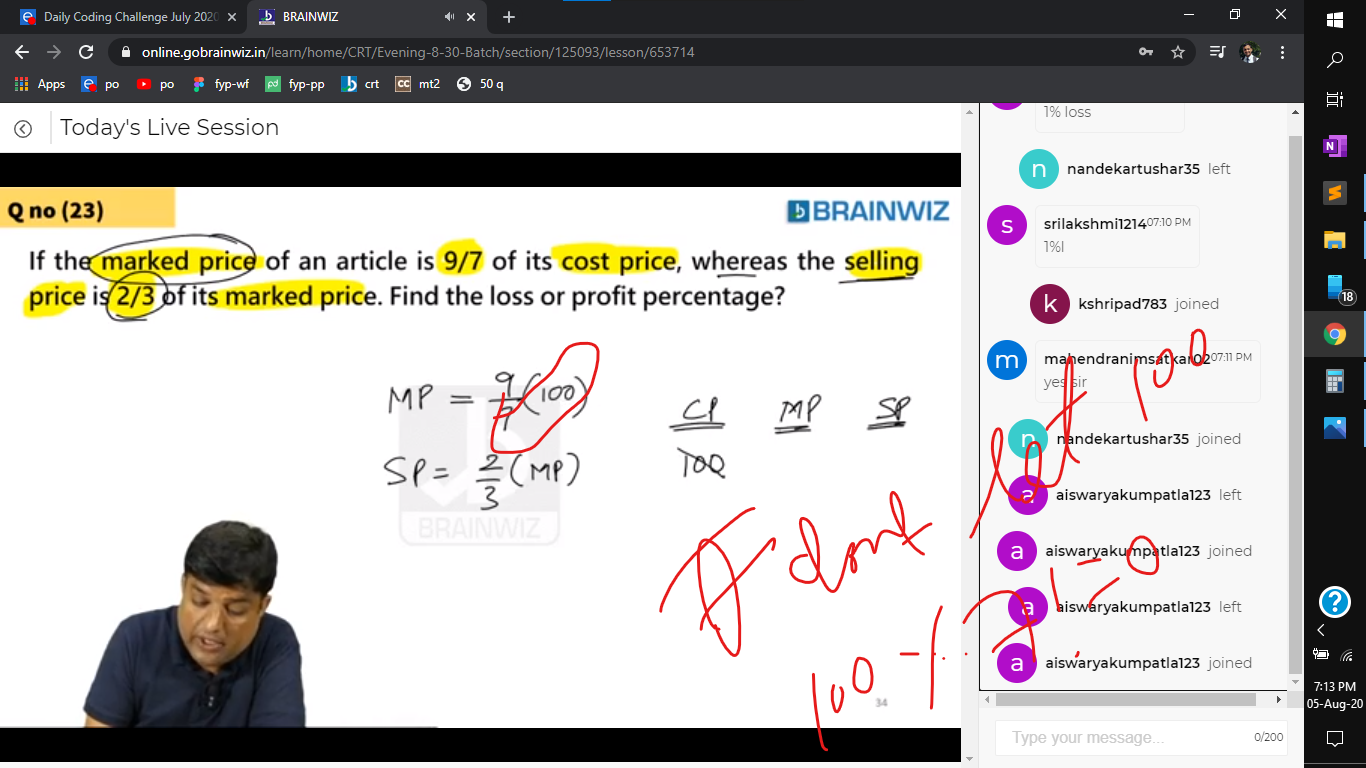 Daily Coding Challenge July 2020
BRAINWIZ
online.gobrainwiz.in/learn/home/CRT/Evening-8-30-Batch/section/125093/lesson/653714
Apps po po fyp-wf fyp-pp crt CC mt2 50 q
Today's Live Session
Q no (23)
BRAINWIZ
If the marked price of an article is 9/7 of its cost price, whereas the selling
price is 2/3 of its marked price. Find the loss or profit percentage?
MP = 9/7 (100)
SP = 2/3 (MP)
CP MP SP
100
BRAINWIZ
dont
100
100
34
1% loss
n nandekartushar35 left
s srilakshmi1214 07:10 PM
1%l
k kshripad783 joined
m mahendranimsatkar02 07:11 PM
yes sir
n nandekartushar35 joined
a aiswaryakumpatla123 left
a aiswaryakumpatla123 joined
a aiswaryakumpatla123 left
a aiswaryakumpatla123 joined
Type your message... 0/200
N
18
?
7:13 PM
05-Aug-20